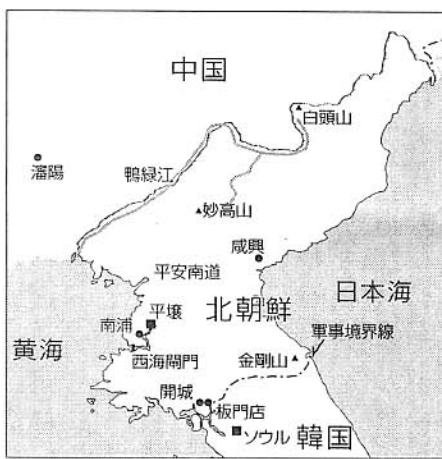 中国
白頭山
瀋陽
鴨緑江
妙高山
咸興
平安南道
日本海
北朝鮮
平壌
南浦
軍事境界線
黄海
西海閘門
金剛山
開城
板門店
ソウル
韓国